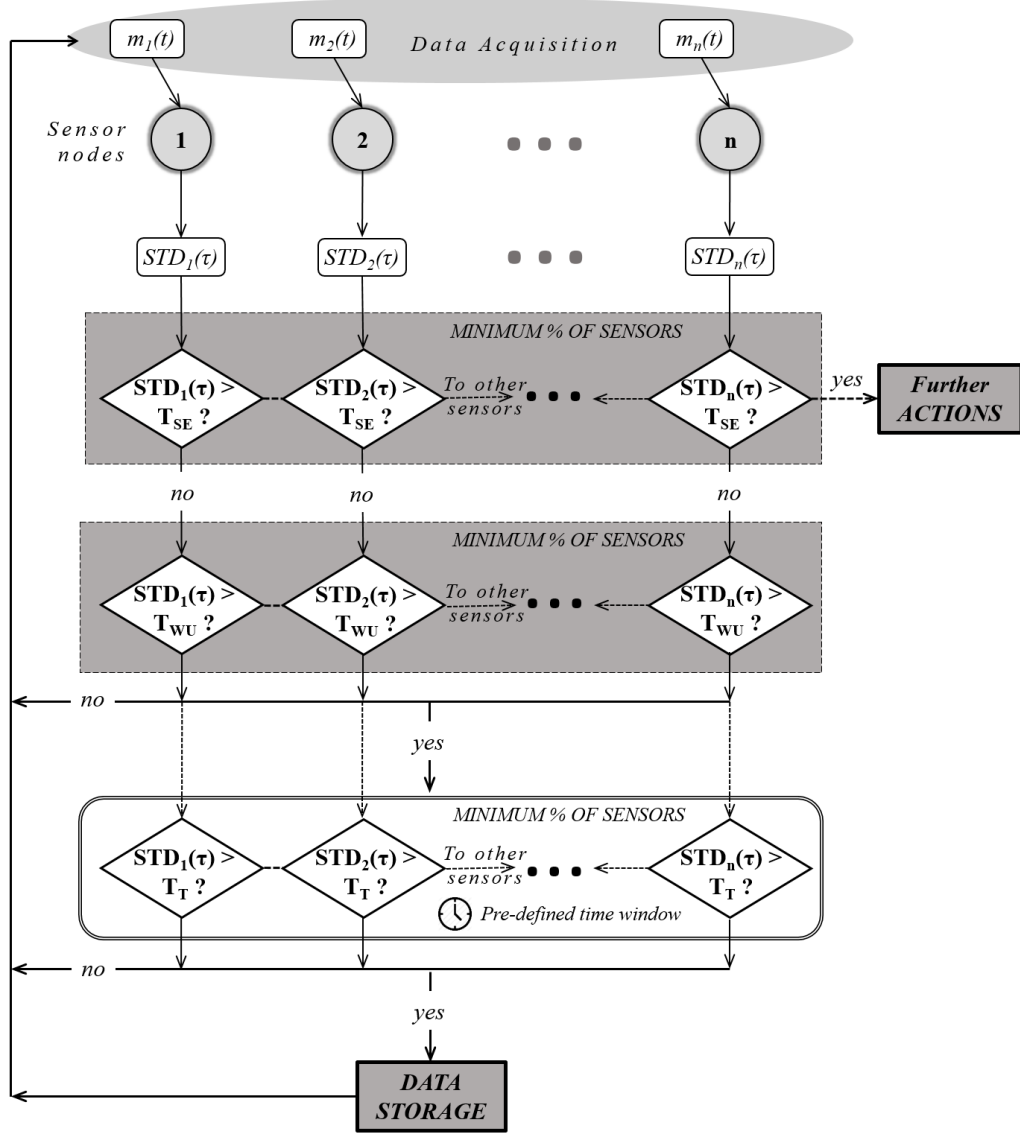 m1(t)
m2(t)
Data Acquisition
mn(t)
Sensor
nodes
1
2
n
STD1(τ)
STD2(τ)
STDn(τ)
MINIMUM % OF SENSORS
STD1(τ) >
TSE ?
STD2(τ) >
TSE ?
To other
sensors
STDn(τ) >
TSE ?
yes
Further
ACTIONS
no
no
no
MINIMUM % OF SENSORS
STD1(τ) >
TWU ?
STD2(τ) >
TWU ?
To other
sensors
STDn(τ) >
TWU ?
no
yes
MINIMUM % OF SENSORS
STD1(τ) >
TT ?
STD2(τ) >
TT ?
To other
sensors
STDn(τ) >
TT ?
Pre-defined time window
no
yes
DATA
STORAGE